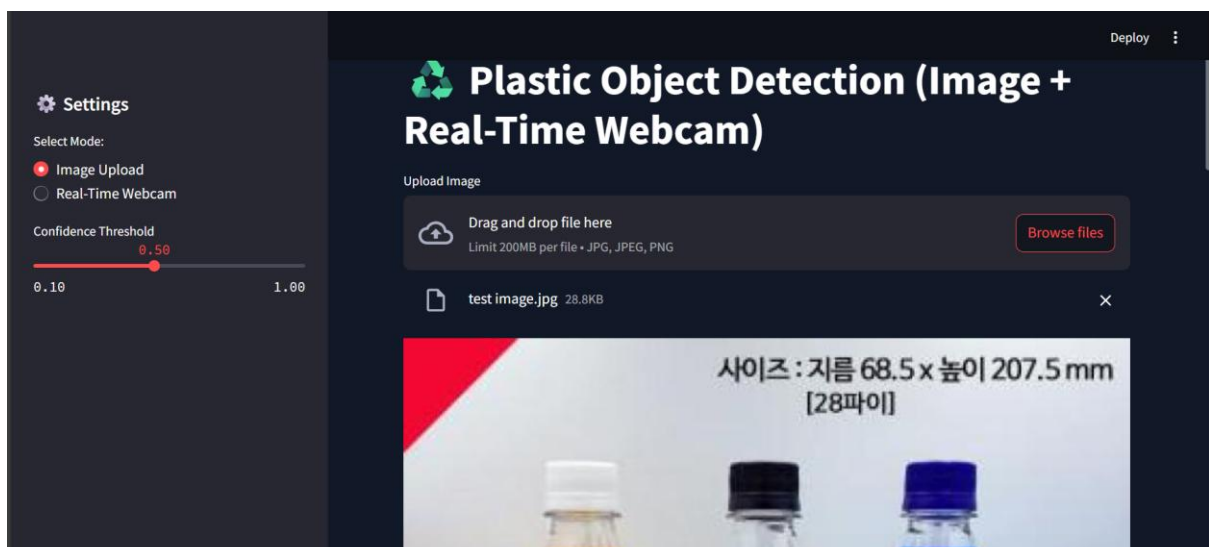 Deploy
Settings
Select Mode:
Image Upload
Real-Time Webcam
Confidence Threshold
0.50
0.10 1.00
Plastic Object Detection (Image +
Real-Time Webcam)
Upload Image
Drag and drop file here
Limit 200MB per file • JPG, JPEG, PNG
Browse files
test image.jpg 28.8KB
사이즈 : 지름 68.5 x 높이 207.5 mm
[28파이]